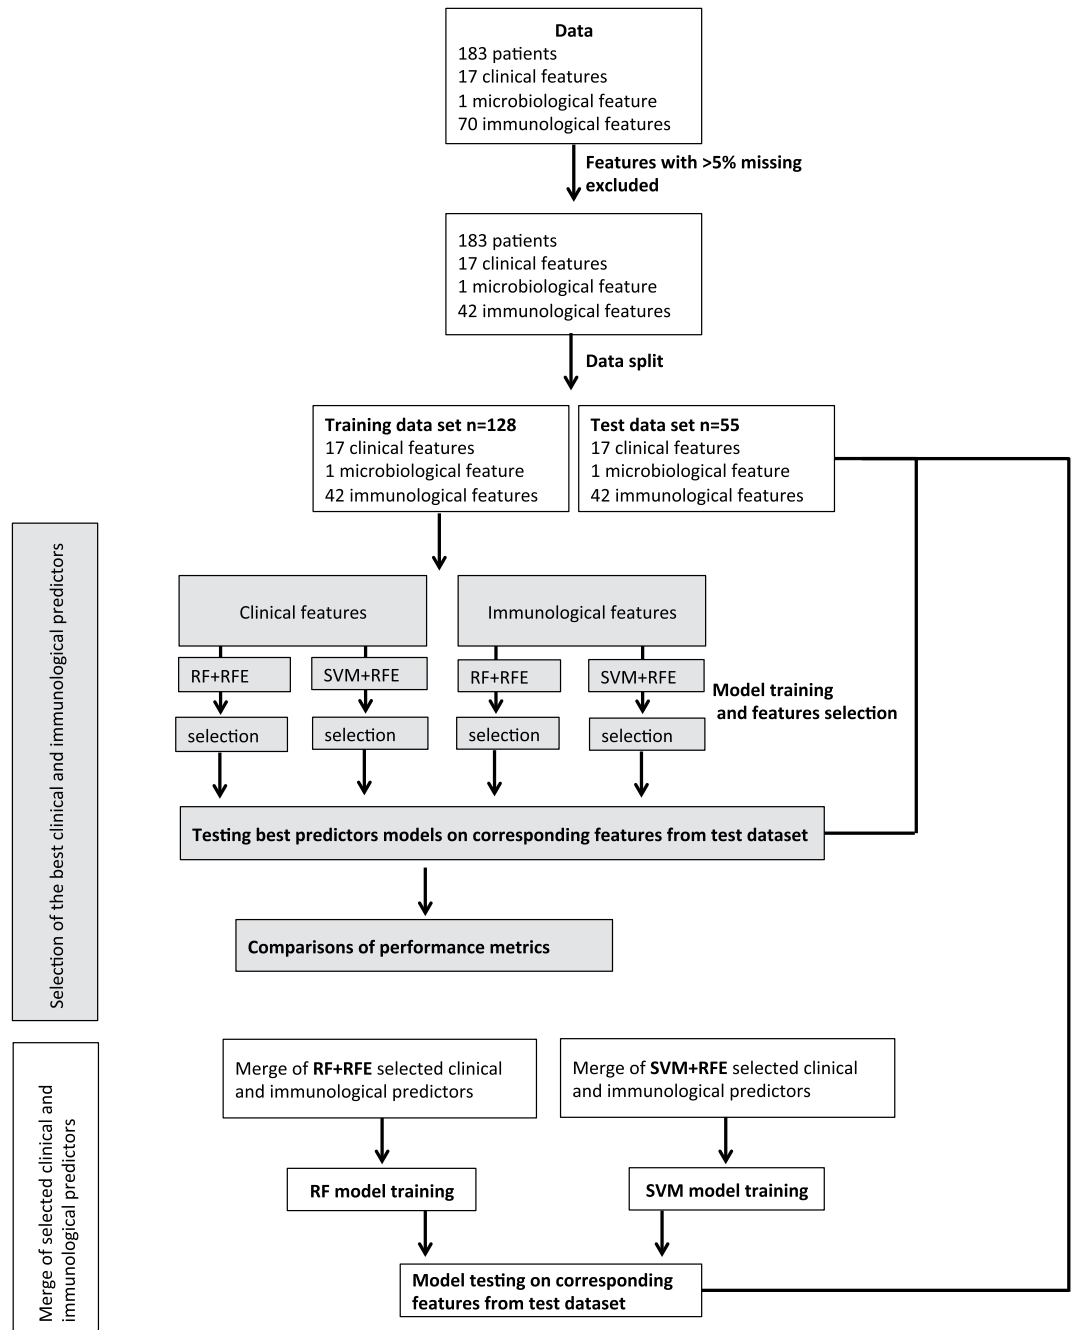 Data
183 patients
17 clinical features
1 microbiological feature
70 immunological features
Features with >5% missing
excluded
183 patients
17 clinical features
1 microbiological feature
42 immunological features
Data split
Training data set n=128
17 clinical features
1 microbiological feature
42 immunological features
Test data set n=55
17 clinical features
1 microbiological feature
42 immunological features
Selection of the best clinical and immunological predictors
Clinical features
Immunological features
RF+RFE
SVM+RFE
RF+RFE
SVM+RFE
Model training
and features selection
selection
selection
selection
selection
Testing best predictors models on corresponding features from test dataset
Comparisons of performance metrics
Merge of selected clinical and
immunological predictors
Merge of RF+RFE selected clinical
and immunological predictors
Merge of SVM+RFE selected clinical
and immunological predictors
RF model training
SVM model training
Model testing on corresponding
features from test dataset